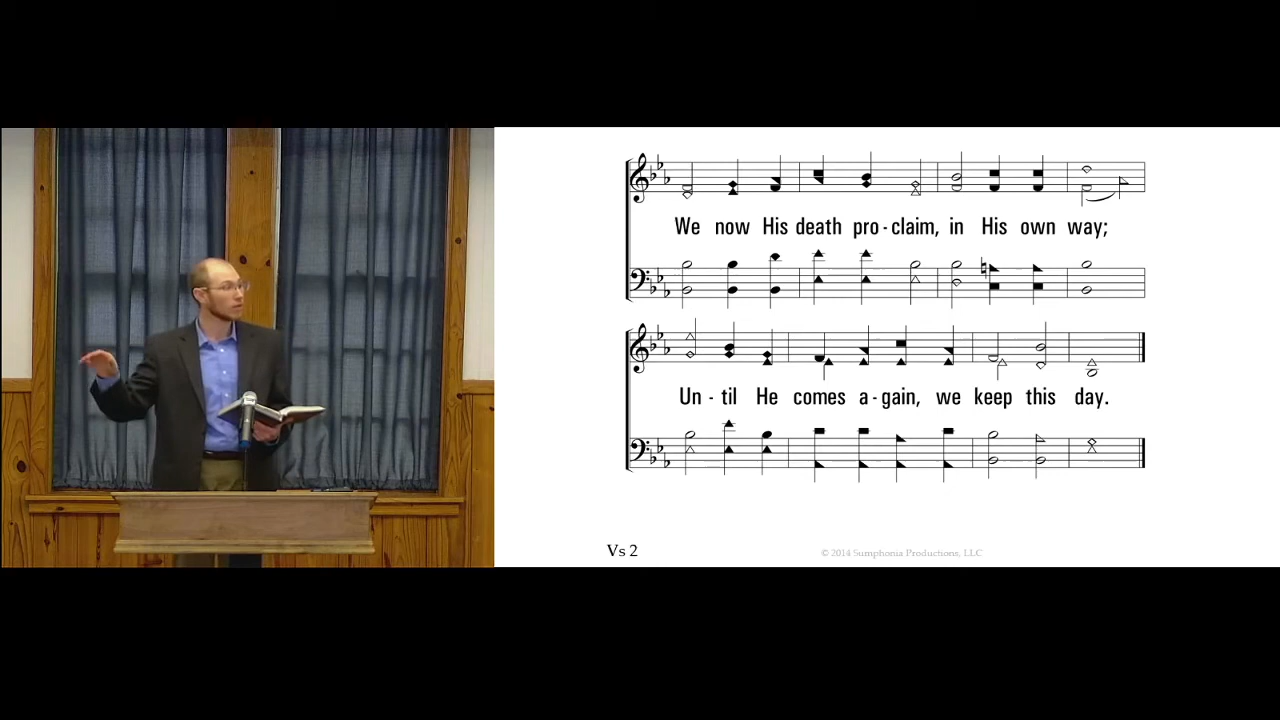 We now His death pro - claim, in His own way;
Un - til He comes a - gain, we keep this day.
Vs 2
© 2014 Sumphonia Productions, LLC